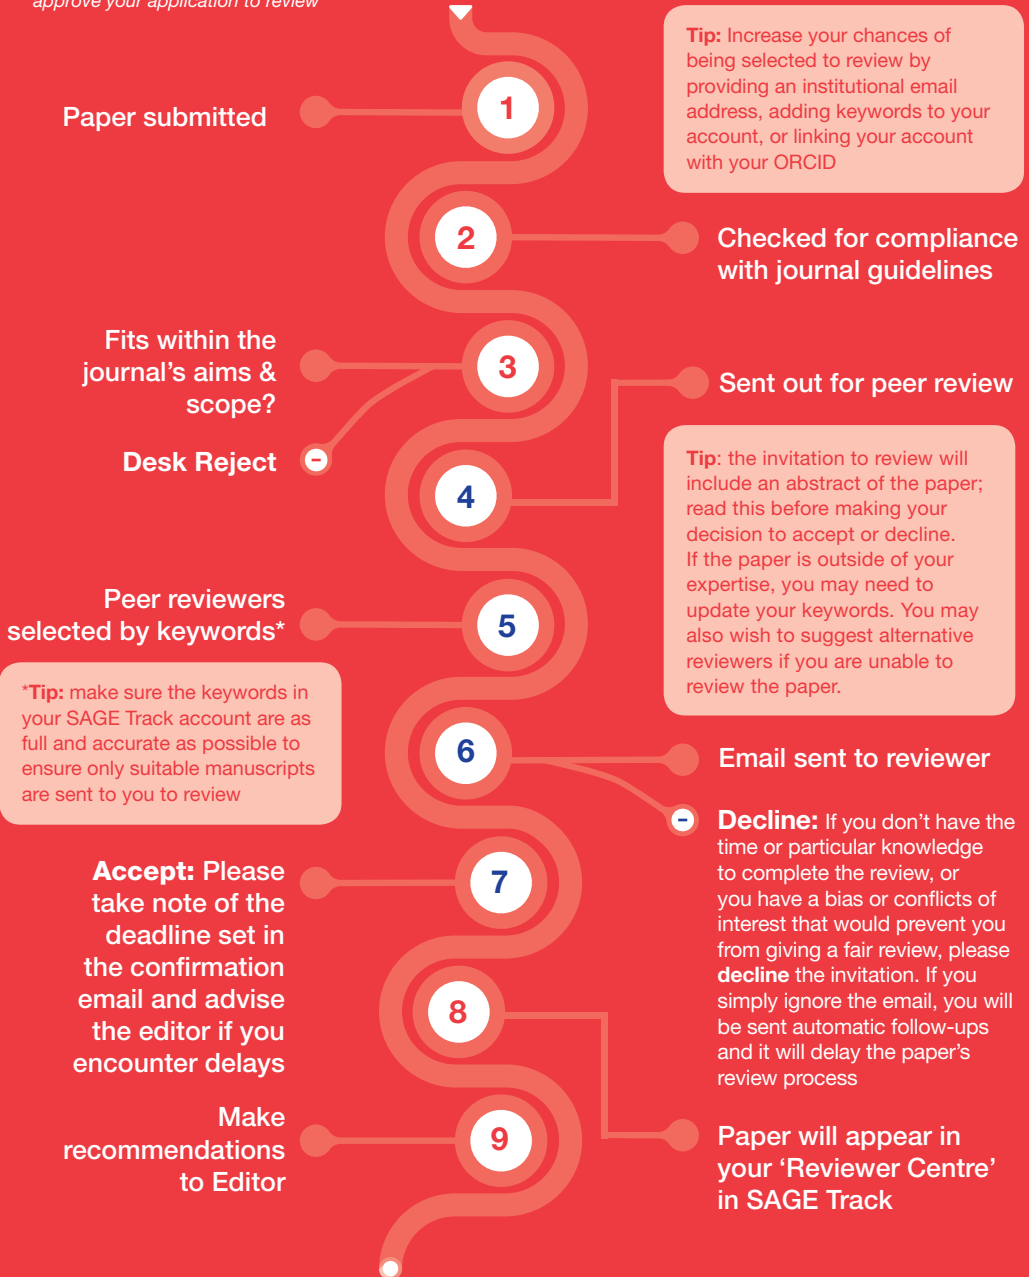 approve your application to review
Tip: Increase your chances of
being selected to review by
providing an institutional email
address, adding keywords to your
account, or linking your account
with your ORCID
1
Paper submitted
2
Checked for compliance
with journal guidelines
3
Fits within the
journal’s aims &
scope?
Desk Reject
-
4
Sent out for peer review
Tip: the invitation to review will
include an abstract of the paper;
read this before making your
decision to accept or decline.
If the paper is outside of your
expertise, you may need to
update your keywords. You may
also wish to suggest alternative
reviewers if you are unable to
review the paper.
5
Peer reviewers
selected by keywords*
*Tip: make sure the keywords in
your SAGE Track account are as
full and accurate as possible to
ensure only suitable manuscripts
are sent to you to review
6
Email sent to reviewer
-
Decline: If you don’t have the
time or particular knowledge
to complete the review, or
you have a bias or conflicts of
interest that would prevent you
from giving a fair review, please
decline the invitation. If you
simply ignore the email, you will
be sent automatic follow-ups
and it will delay the paper’s
review process
7
Accept: Please
take note of the
deadline set in
the confirmation
email and advise
the editor if you
encounter delays
8
Paper will appear in
your ‘Reviewer Centre’
in SAGE Track
9
Make
recommendations
to Editor